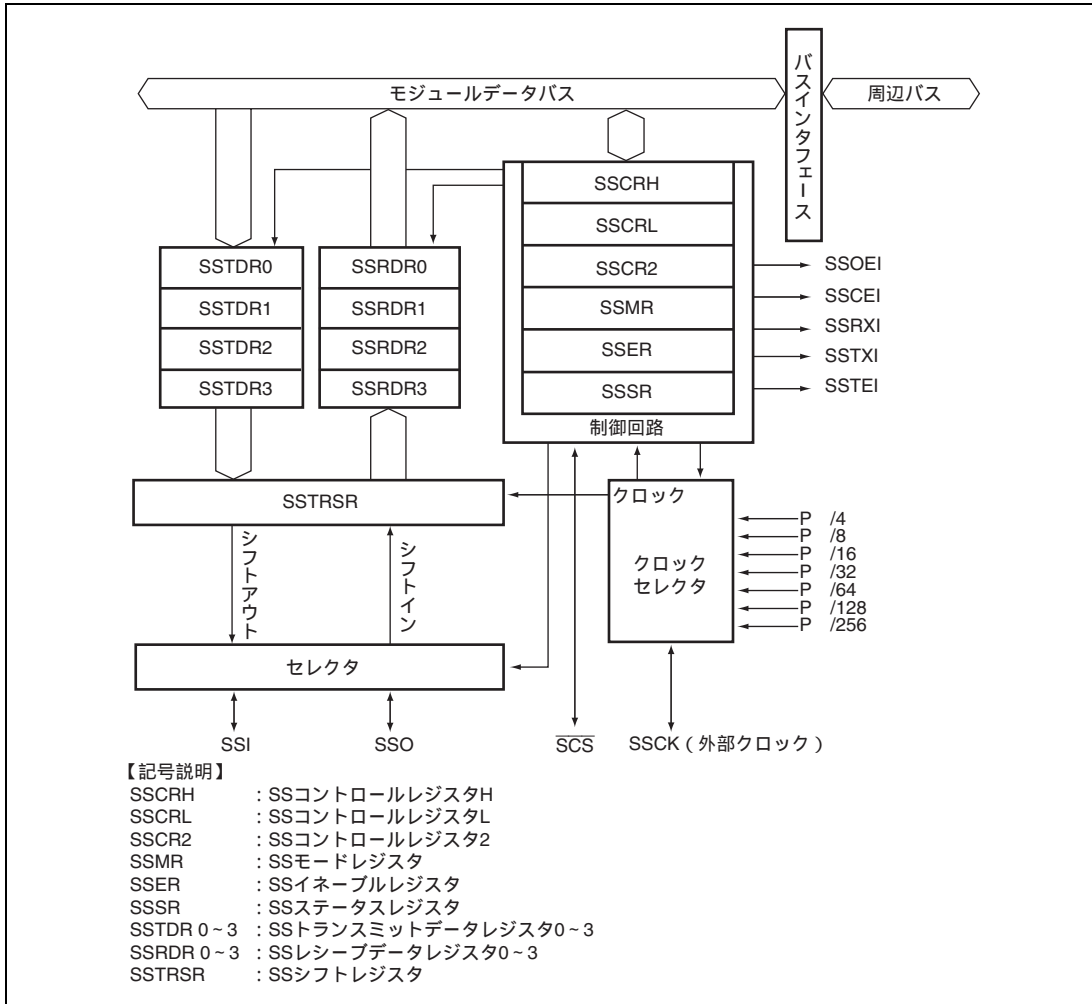 モジュールデータバス
バスインタフェース
周辺バス
SSCRH
SSCRL
SSCR2
SSMR
SSER
SSSR
制御回路
SSTDR0
SSTDR1
SSTDR2
SSTDR3
SSRDR0
SSRDR1
SSRDR2
SSRDR3
SSOEI
SSCEI
SSRXI
SSTXI
SSTEI
SSTRSR
クロック
クロック
セレクタ
P /4
P /8
P /16
P /32
P /64
P /128
P /256
シフトアウト
シフトイン
セレクタ
SSI
SSO
SCS
SSCK（外部クロック）
【記号説明】
SSCRH : SSコントロールレジスタH
SSCRL : SSコントロールレジスタL
SSCR2 : SSコントロールレジスタ2
SSMR : SSモードレジスタ
SSER : SSイネーブルレジスタ
SSSR : SSステータスレジスタ
SSTDR 0~3 : SSトランスミットデータレジスタ0~3
SSRDR 0~3 : SSレシーブデータレジスタ0~3
SSTRSR : SSシフトレジスタ